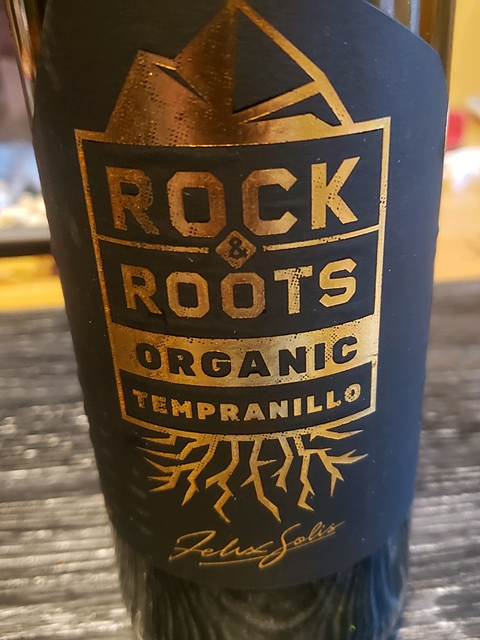 ROCK
&
ROOTS
ORGANIC
TEMPRANILLO
Felix Solis